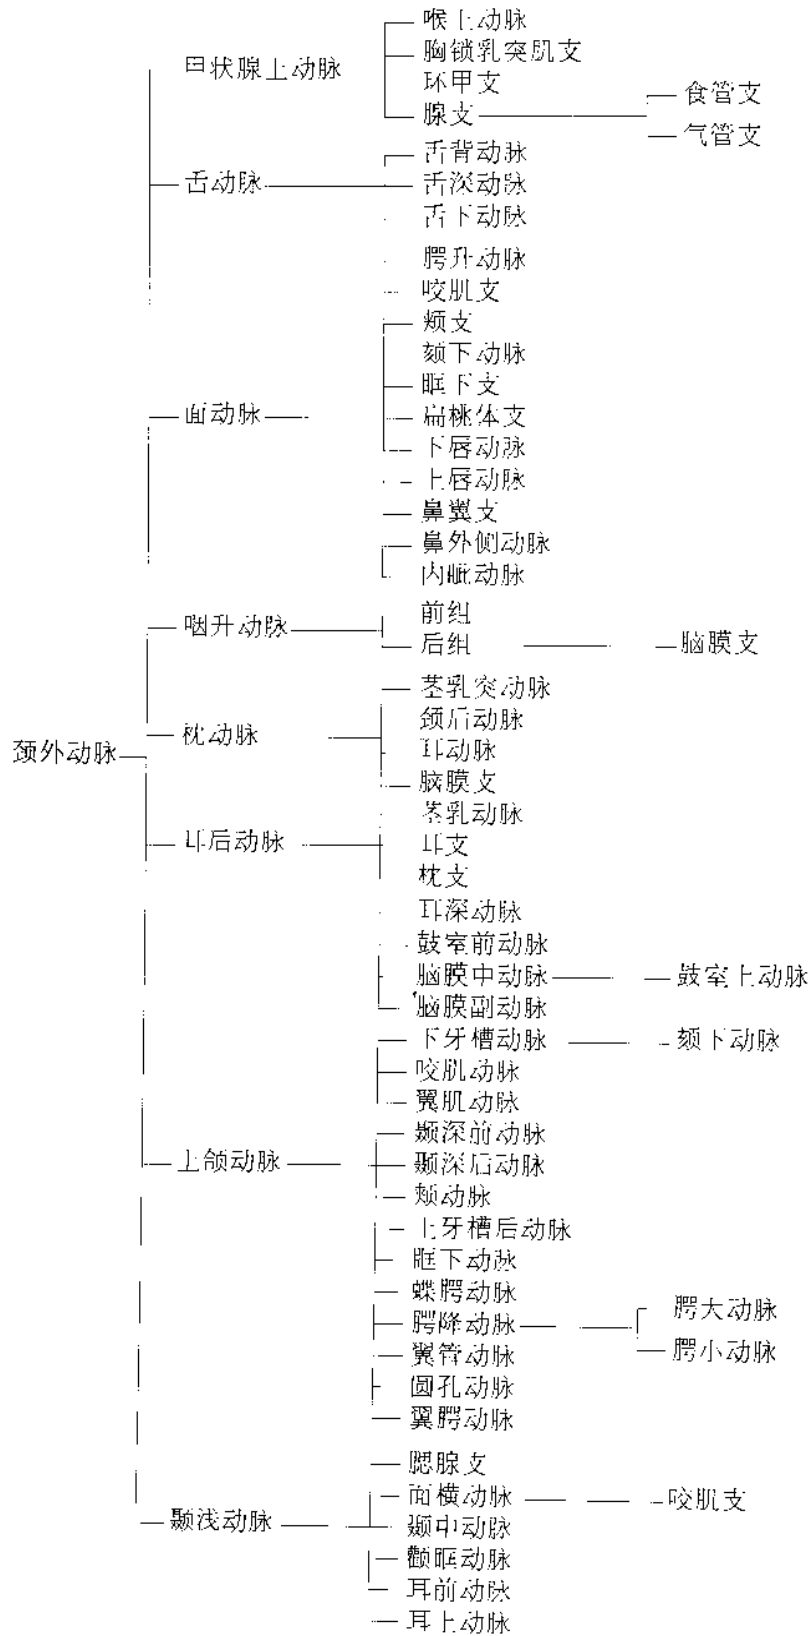 喉上动脉
甲状腺上动脉
胸锁乳突肌支
环甲支
腺支
食管支
气管支
舌背动脉
舌动脉
舌深动脉
舌下动脉
腭升动脉
咬肌支
颊支
颏下动脉
眶下支
面动脉
扁桃体支
下唇动脉
上唇动脉
鼻翼支
鼻外侧动脉
内眦动脉
咽升动脉
前组
后组
脑膜支
茎乳突动脉
颈后动脉
枕动脉
耳动脉
颈外动脉
脑膜支
茎乳动脉
耳后动脉
耳支
枕支
耳深动脉
鼓室前动脉
脑膜中动脉
鼓室上动脉
脑膜副动脉
下牙槽动脉
颏下动脉
咬肌动脉
翼肌动脉
颞深前动脉
上颌动脉
颞深后动脉
颊动脉
上牙槽后动脉
眶下动脉
蝶腭动脉
腭降动脉
腭大动脉
腭小动脉
翼管动脉
圆孔动脉
翼腭动脉
腮腺支
面横动脉
咬肌支
颞浅动脉
颞中动脉
颧眶动脉
耳前动脉
耳上动脉